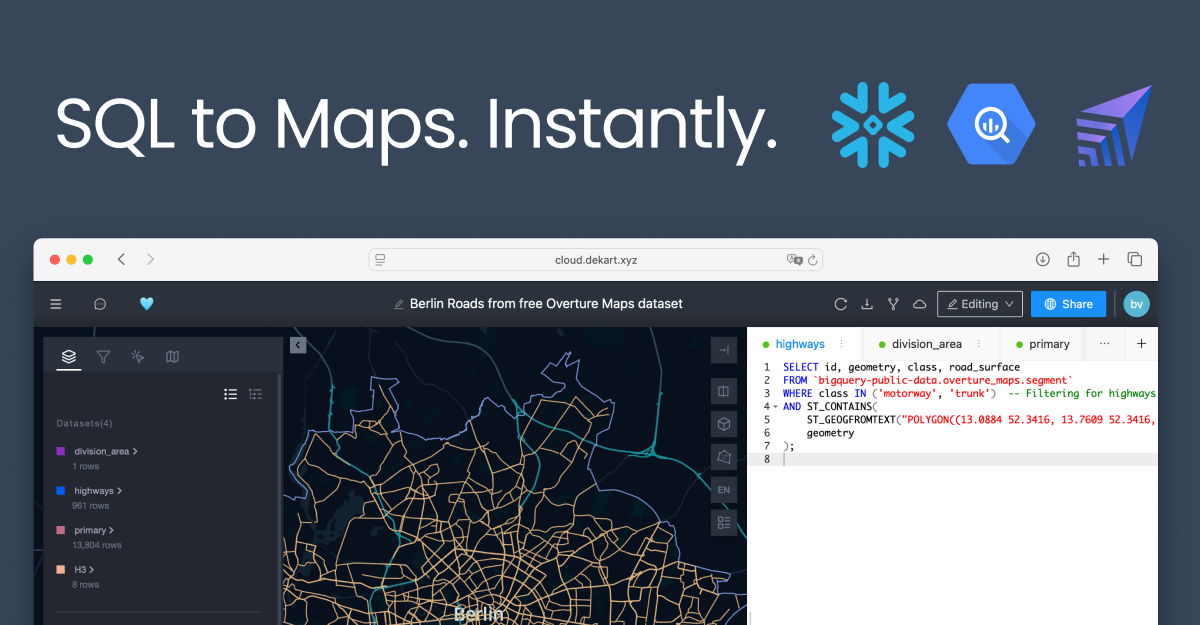 SQL to Maps. Instantly.
cloud.dekart.xyz
Berlin Roads from free Overture Maps dataset
Editing
Share
bv
Datasets(4)
division_area
1 rows
highways
961 rows
primary
13,804 rows
H3
8 rows
EN
Berlin
highways
division_area
primary
1 SELECT id, geometry, class, road_surface
2 FROM `bigquery-public-data.overture_maps.segment`
3 WHERE class IN ('motorway', 'trunk') -- Filtering for highways
4 AND ST_CONTAINS(
5 ST_GEOGFROMTEXT("POLYGON((13.0884 52.3416, 13.7609 52.3416,
6 geometry
7 );
8